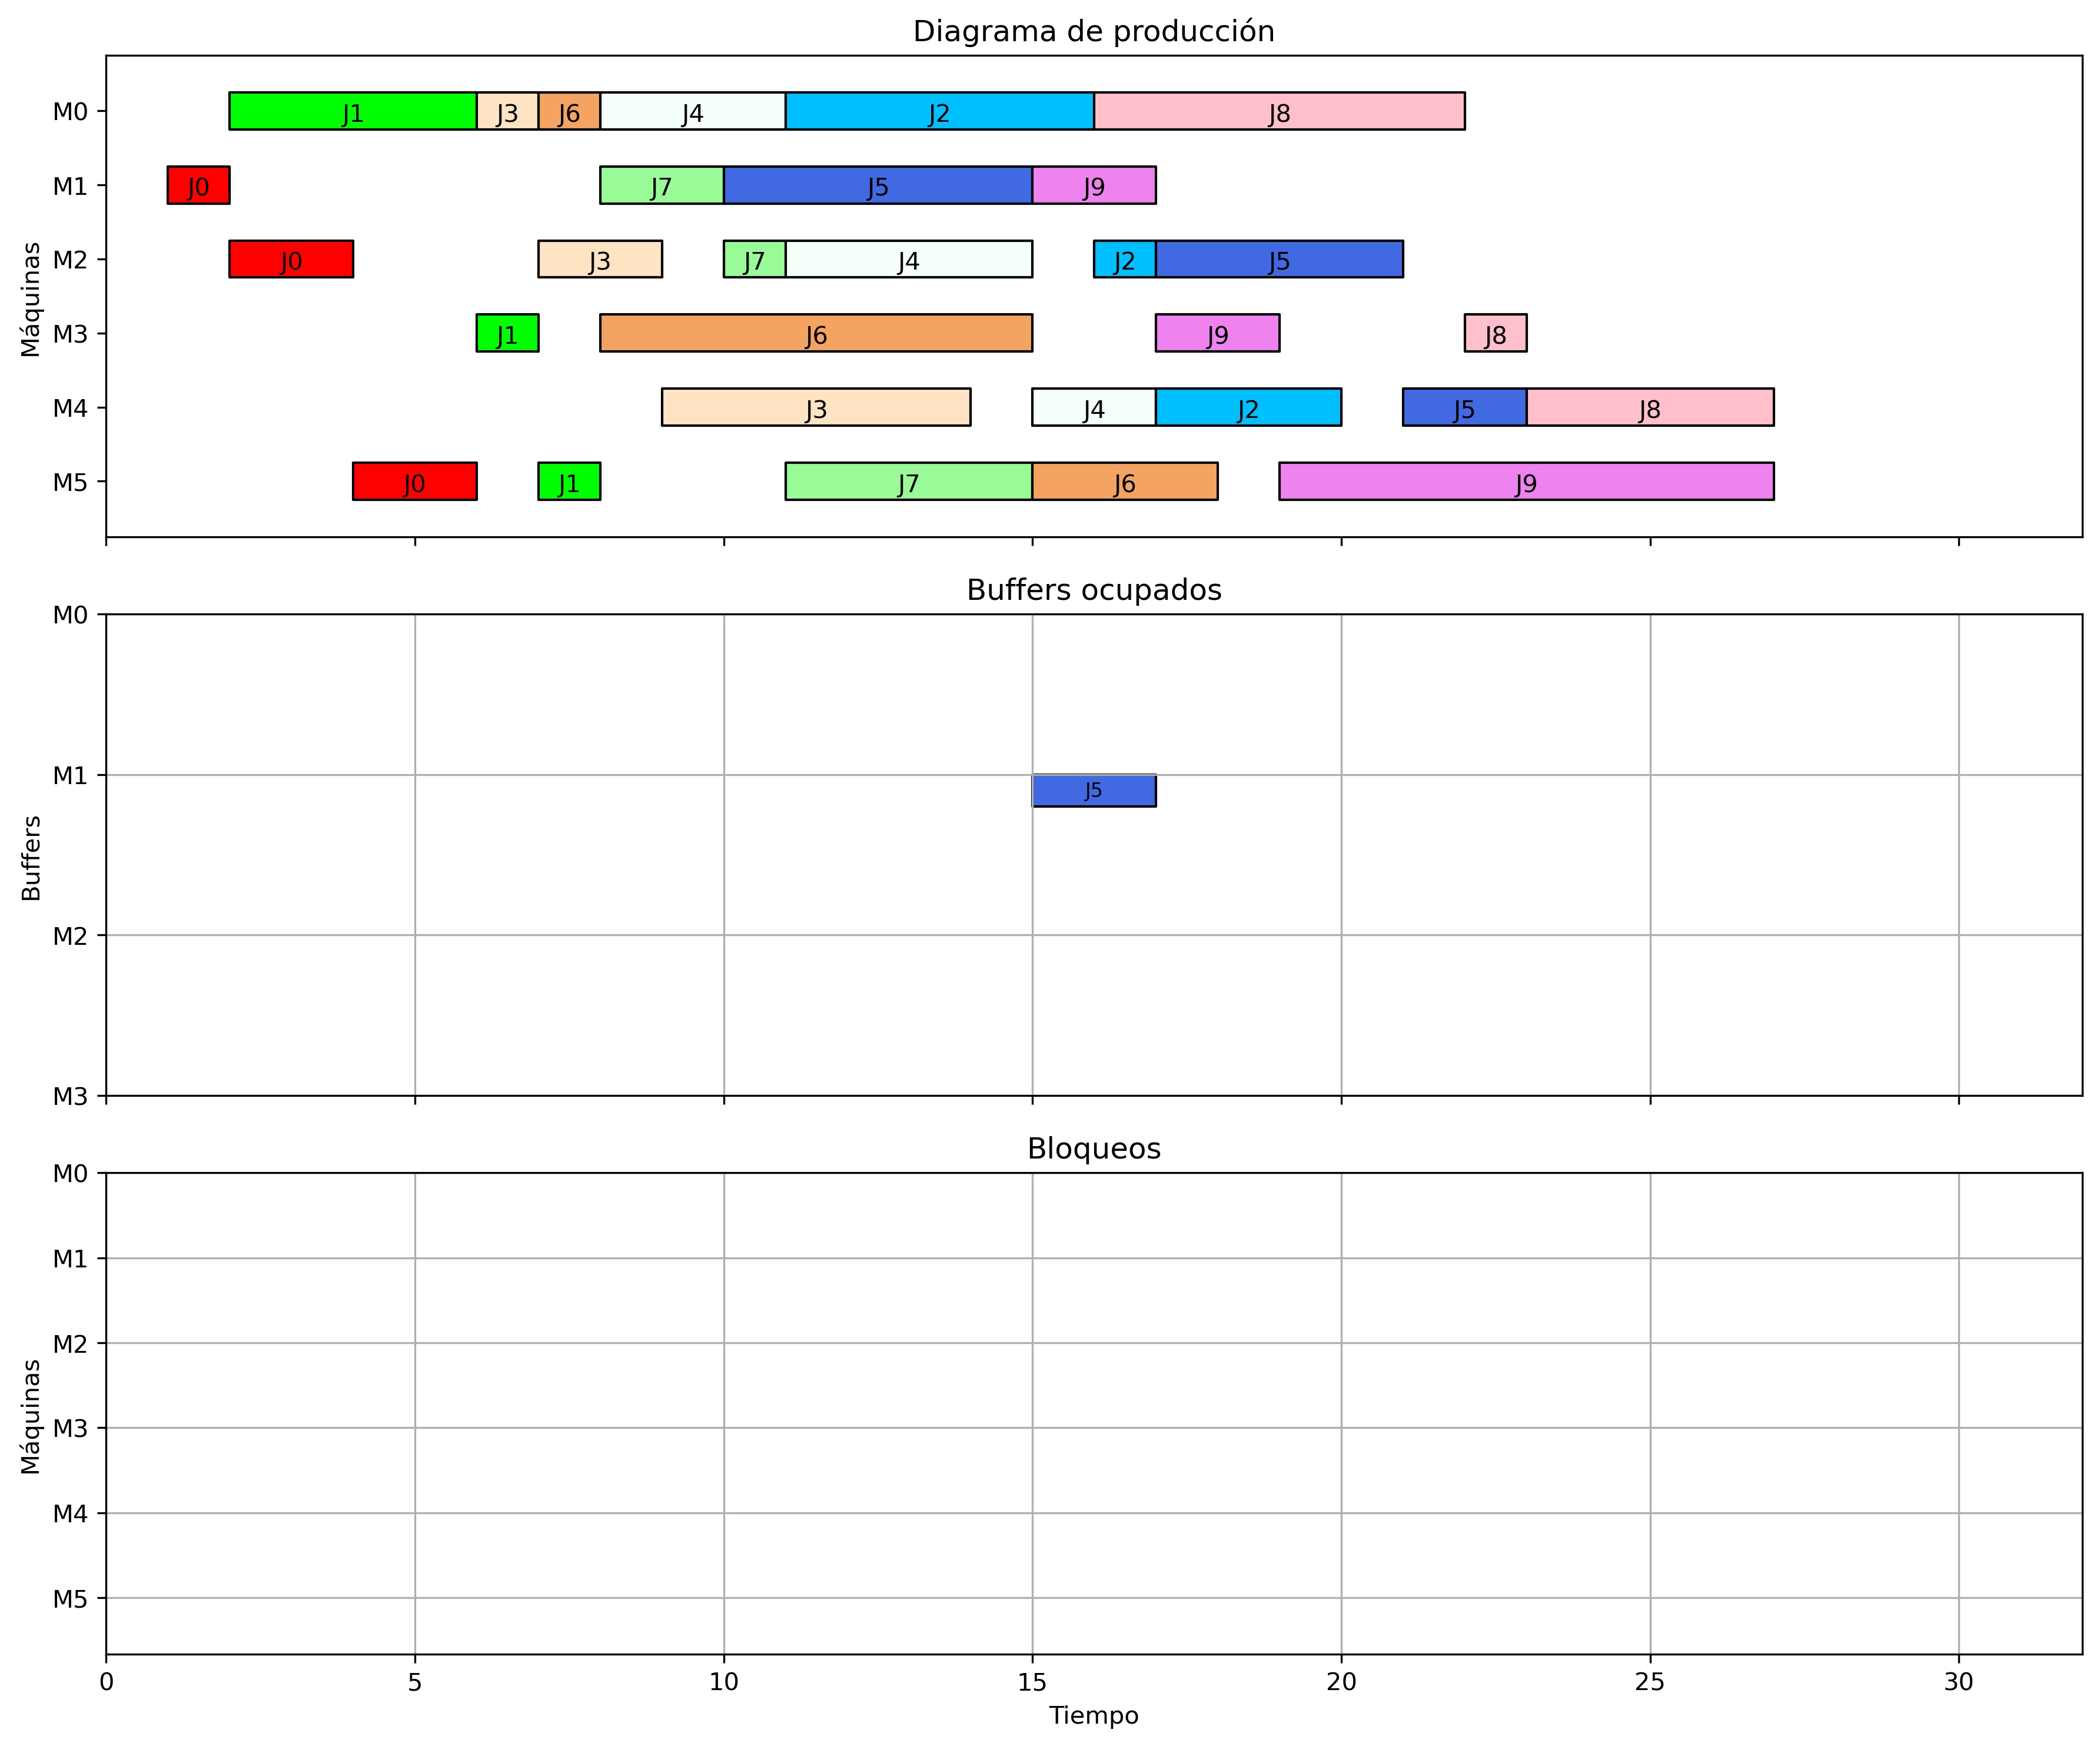 Diagrama de producción
Máquinas
M0 J1 J3 J6 J4 J2 J8
M1 J0 J7 J5 J9
M2 J0 J3 J7 J4 J2 J5
M3 J1 J6 J9 J8
M4 J3 J4 J2 J5 J8
M5 J0 J1 J7 J6 J9
Buffers ocupados
Buffers
M0
M1 J5
M2
M3
Bloqueos
Máquinas
M0
M1
M2
M3
M4
M5
0 5 10 15 20 25 30
Tiempo